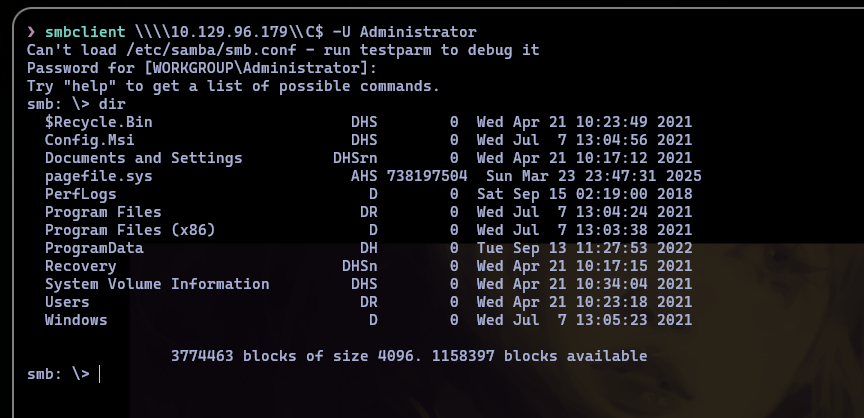 ❯ smbclient \\\\10.129.96.179\\C$ -U Administrator
Can't load /etc/samba/smb.conf - run testparm to debug it
Password for [WORKGROUP\Administrator]:
Try "help" to get a list of possible commands.
smb: \> dir
  $Recycle.Bin                      DHS        0  Wed Apr 21 10:23:49 2021
  Config.Msi                        DHS        0  Wed Jul  7 13:04:56 2021
  Documents and Settings          DHSrn        0  Wed Apr 21 10:17:12 2021
  pagefile.sys                      AHS 738197504  Sun Mar 23 23:47:31 2025
  PerfLogs                            D        0  Sat Sep 15 02:19:00 2018
  Program Files                      DR        0  Wed Jul  7 13:04:24 2021
  Program Files (x86)                 D        0  Wed Jul  7 13:03:38 2021
  ProgramData                        DH        0  Tue Sep 13 11:27:53 2022
  Recovery                         DHSn        0  Wed Apr 21 10:17:15 2021
  System Volume Information         DHS        0  Wed Apr 21 10:34:04 2021
  Users                              DR        0  Wed Apr 21 10:23:18 2021
  Windows                             D        0  Wed Jul  7 13:05:23 2021
                3774463 blocks of size 4096. 1158397 blocks available
smb: \>